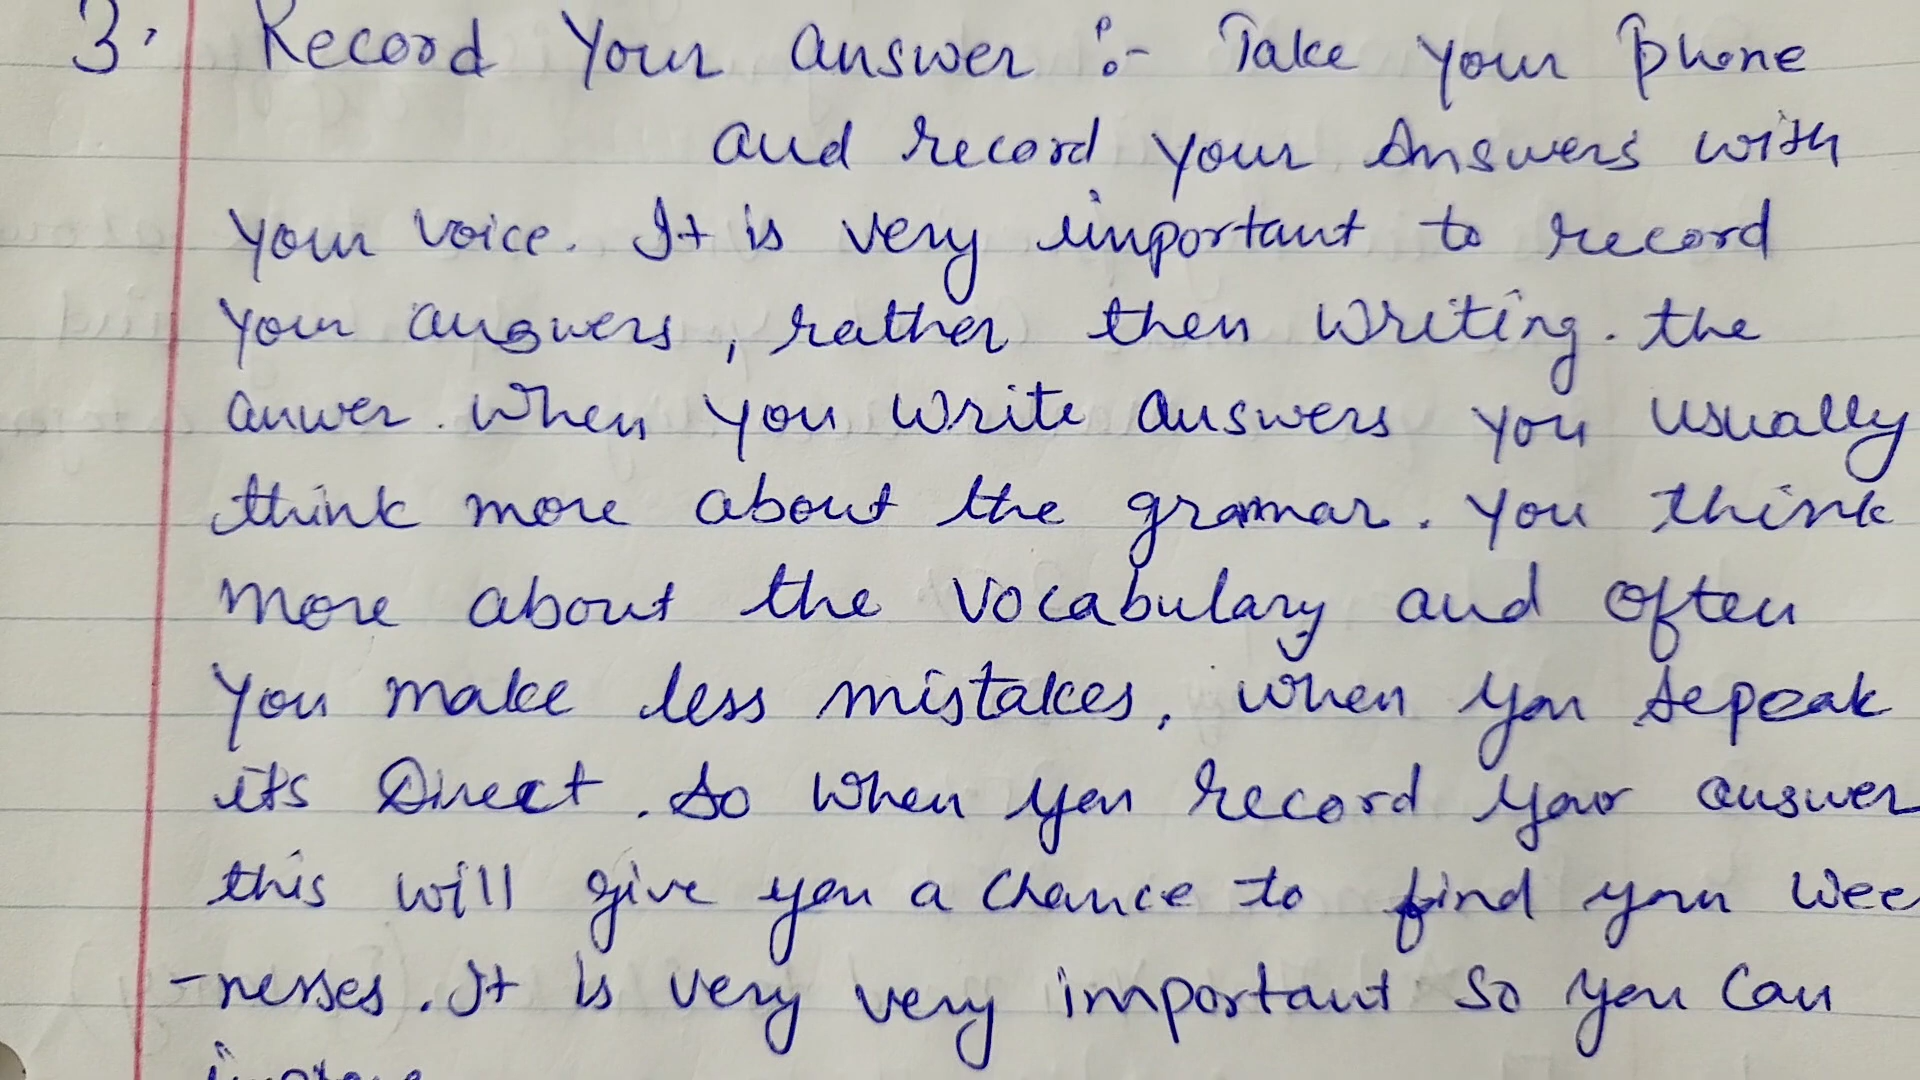 3. Record Your answer :- Take your phone
and record your Answers with
your voice. It is very important to record
your answers, rather then writing. the
anwer. When you write answers you usually
think more about the grammar. you think
more about the vocabulary and often
you make less mistakes, when you sepeak
its Direct. So when you record your answer
this will give you a chance to find your wee
-nesses. It is very very important so you can